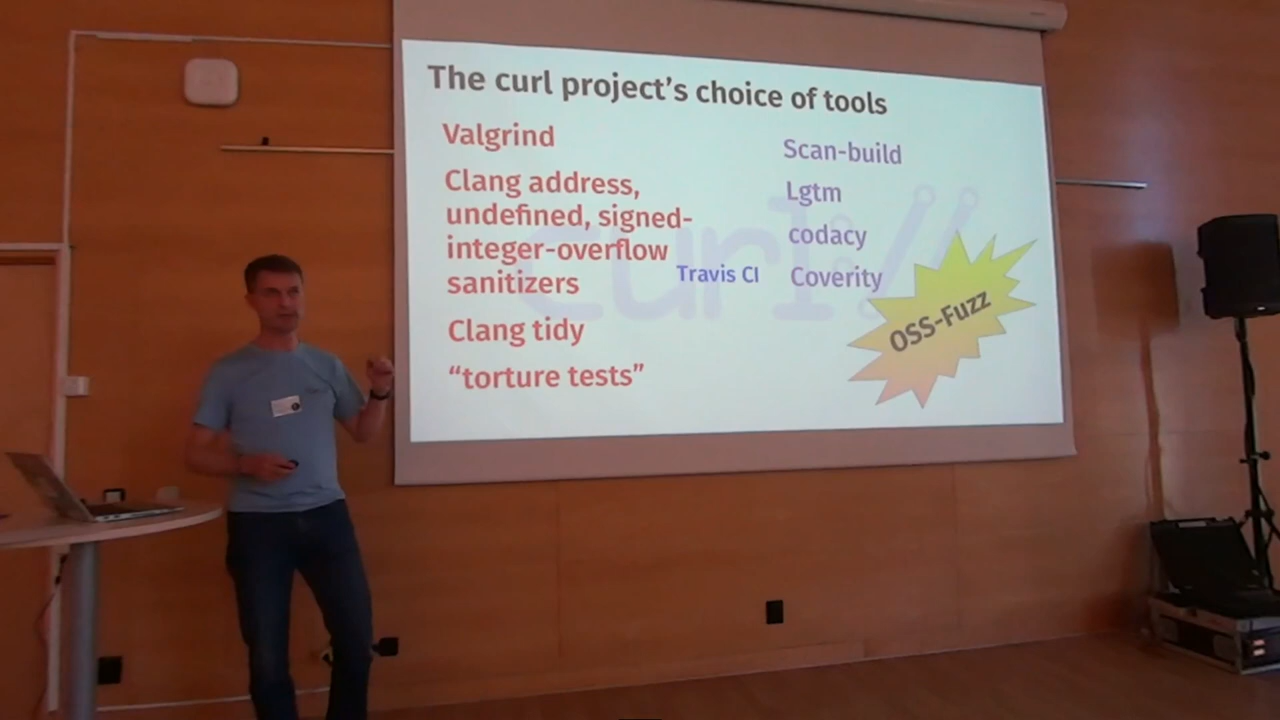 The curl project's choice of tools
Valgrind
Clang address,
undefined, signed-
integer-overflow
sanitizers
Clang tidy
“torture tests”
Travis CI
Scan-build
Lgtm
codacy
Coverity
OSS-Fuzz
curl://